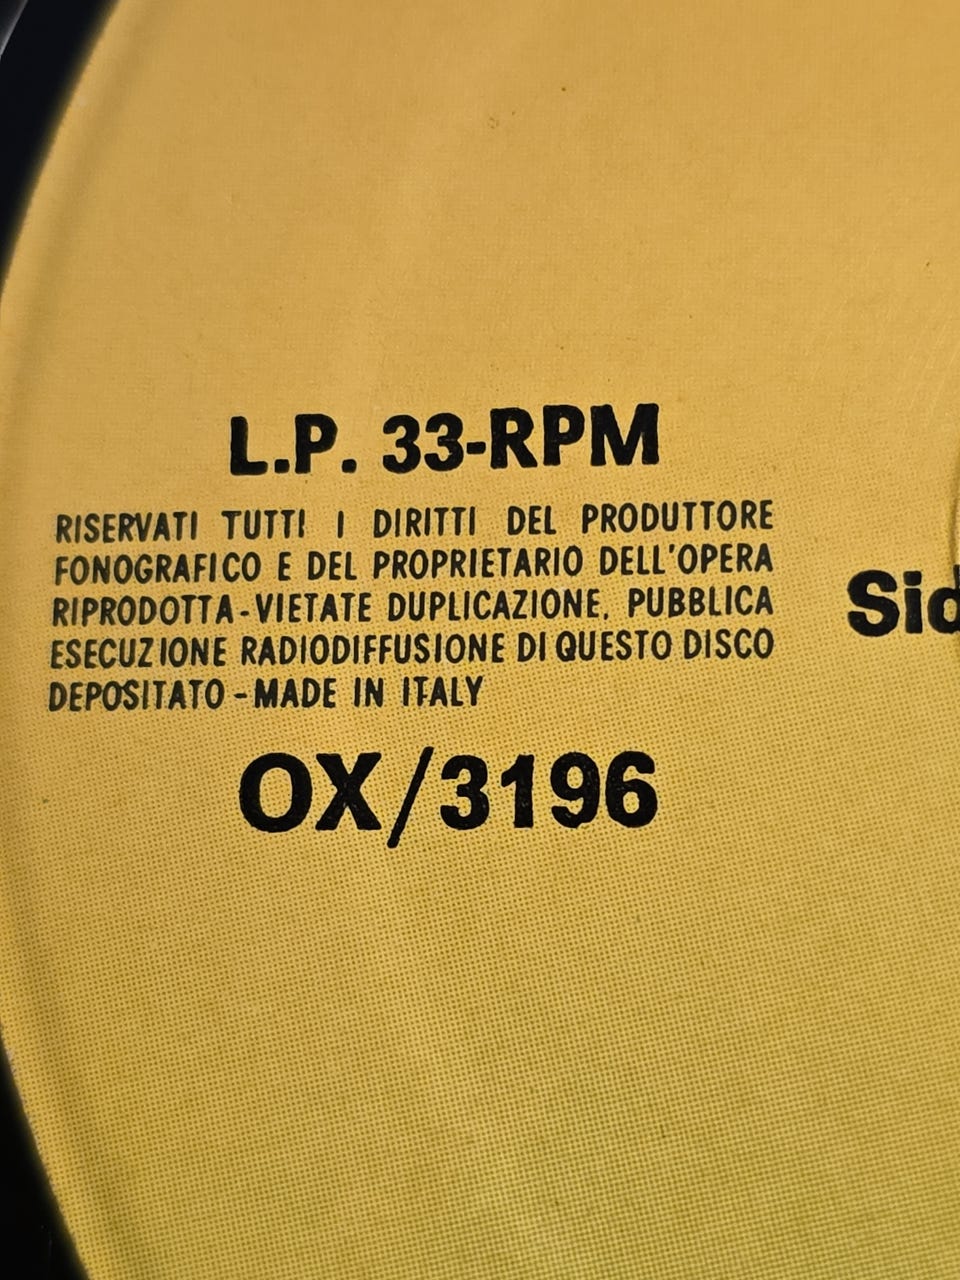 L.P. 33-RPM
RISERVATI TUTTI I DIRITTI DEL PRODUTTORE
FONOGRAFICO E DEL PROPRIETARIO DELL'OPERA
RIPRODOTTA-VIETATE DUPLICAZIONE, PUBBLICA
ESECUZIONE RADIODIFFUSIONE DI QUESTO DISCO
DEPOSITATO - MADE IN ITALY
OX/3196